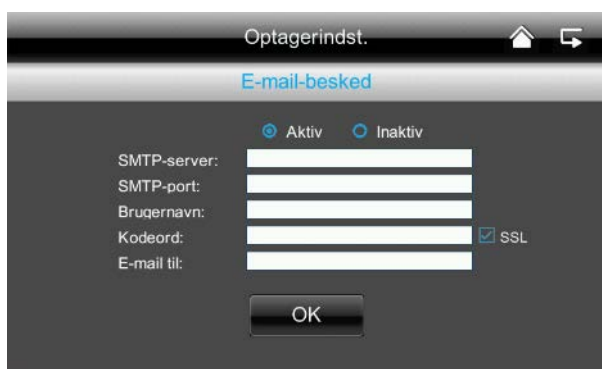 Optagerindst.
E-mail-besked
Aktiv Inaktiv
SMTP-server:
SMTP-port:
Brugernavn:
Kodeord: SSL
E-mail til:
OK